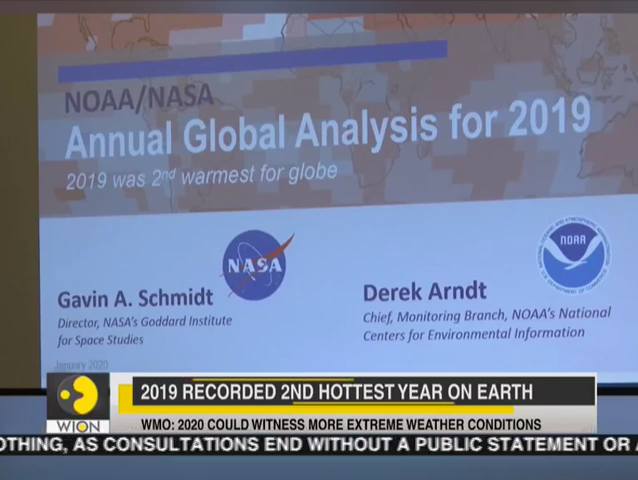 NOAA/NASA
Annual Global Analysis for 2019
2019 was 2nd warmest for globe
NASA
NOAA
Gavin A. Schmidt
Director, NASA's Goddard Institute
for Space Studies
Derek Arndt
Chief, Monitoring Branch, NOAA's National
Centers for Environmental Information
January 2020
2019 RECORDED 2ND HOTTEST YEAR ON EARTH
WION
WMO: 2020 COULD WITNESS MORE EXTREME WEATHER CONDITIONS
OTHING, AS CONSULTATIONS END WITHOUT A PUBLIC STATEMENT OR